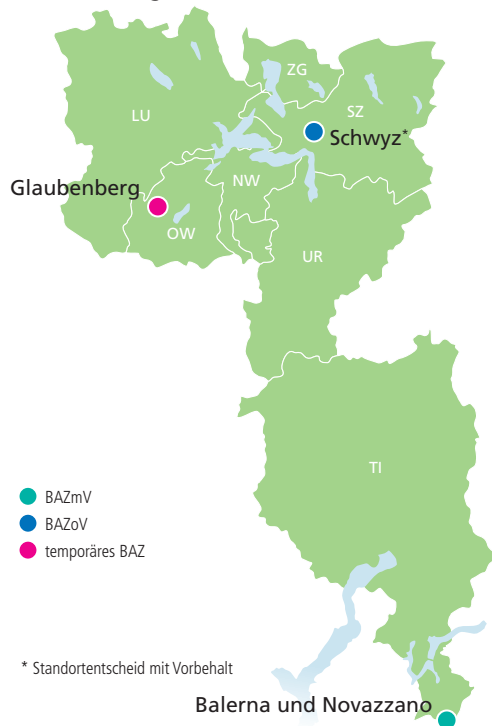 ZG
SZ
LU
Schwyz*
NW
Glaubenberg
OW
UR
TI
BAZmV
BAZoV
temporäres BAZ
* Standortentscheid mit Vorbehalt
Balerna und Novazzano